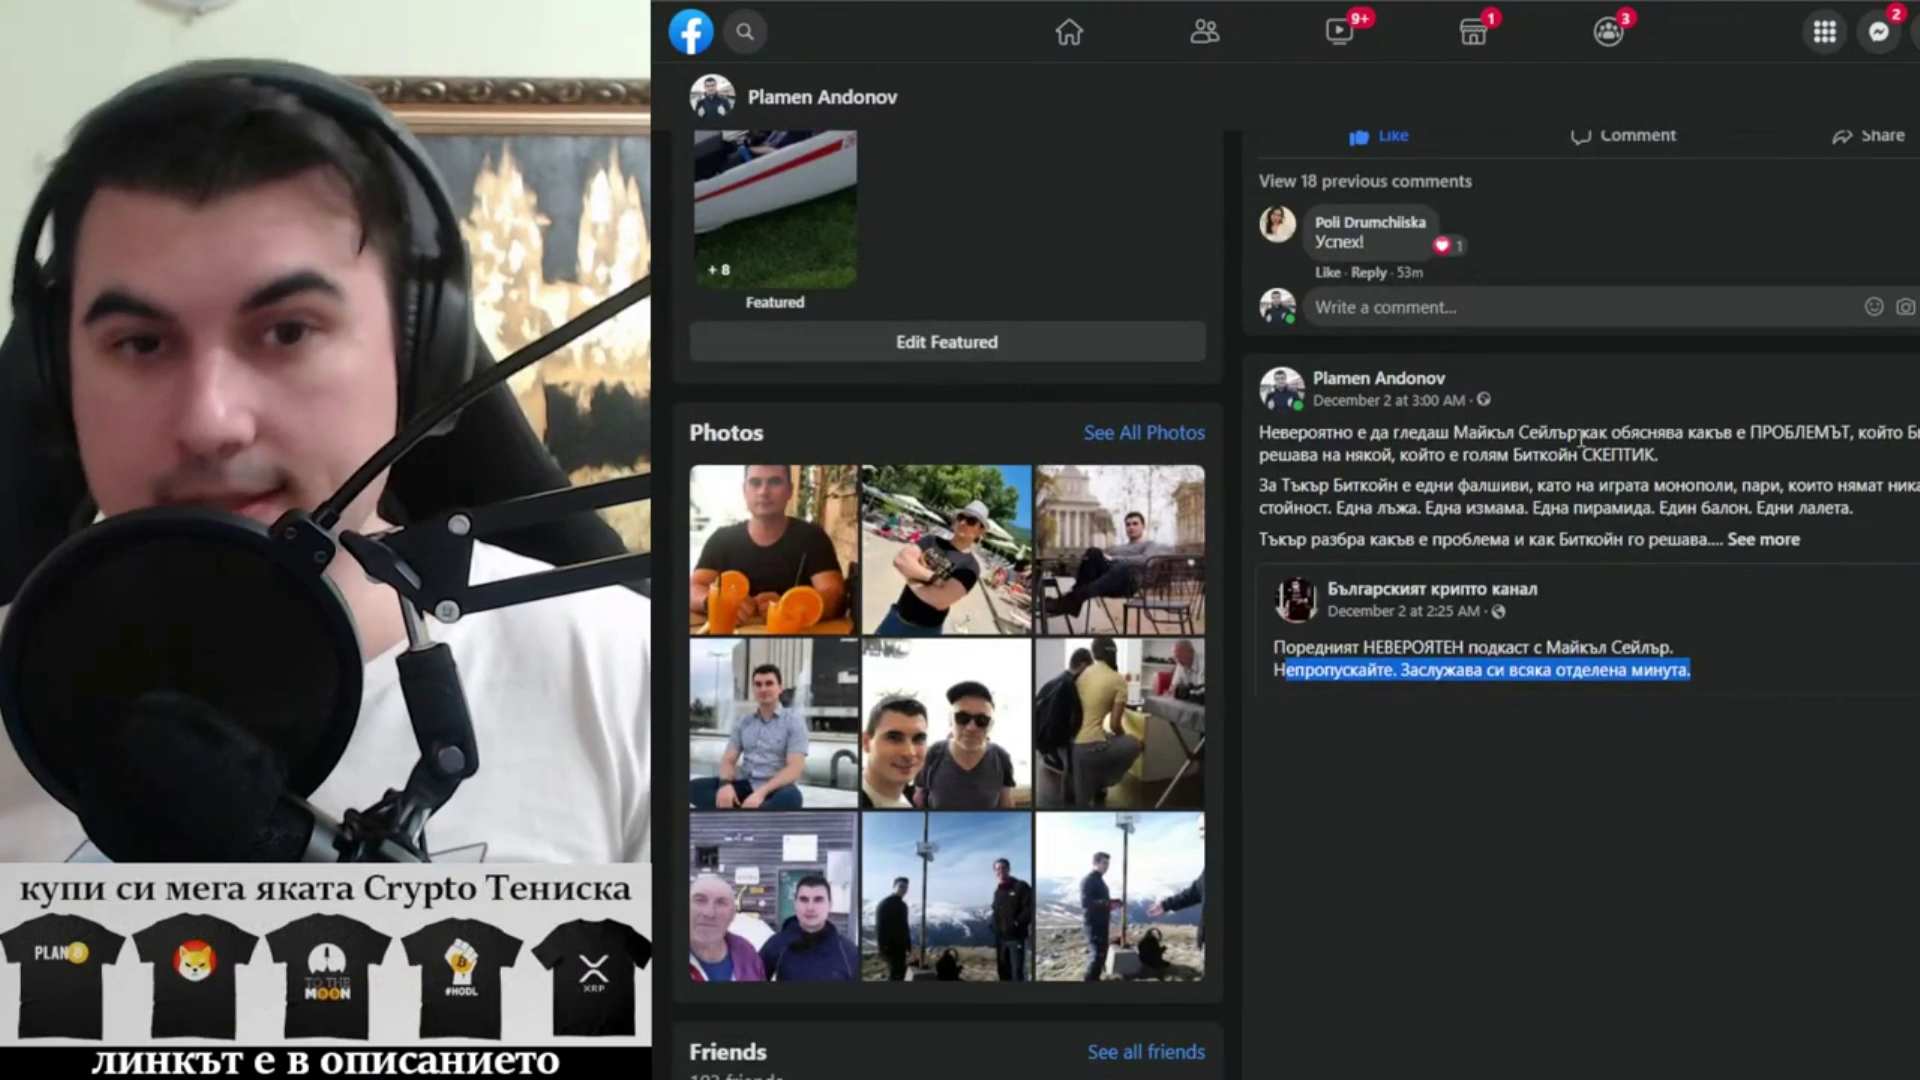 9+
1
3
2
Plamen Andonov
+ 8
Featured
Edit Featured
Photos
See All Photos
Friends
See all friends
Like
Comment
Share
View 18 previous comments
Poli Drumchiiska
Успех!
1
Like · Reply · 53m
Write a comment...
Plamen Andonov
December 2 at 3:00 AM ·
Невероятно е да гледаш Майкъл Сейлър как обяснява какъв е ПРОБЛЕМЪТ, който
решава на някой, който е голям Биткойн СКЕПТИК.
За Тъкър Биткойн е едни фалшиви, като на играта монополи, пари, които нямат
стойност. Една лъжа. Една измама. Една пирамида. Един балон. Едни лалета.
Тъкър разбра какъв е проблема и как Биткойн го решава.... See more
Българският крипто канал
December 2 at 2:25 AM ·
Поредният НЕВЕРОЯТЕН подкаст с Майкъл Сейлър.
Непропускайте. Заслужава си всяка отделена минута.
купи си мега яката Crypto Тениска
PLAN B
TO THE
MOON
#HODL
XRP
линкът е в описанието